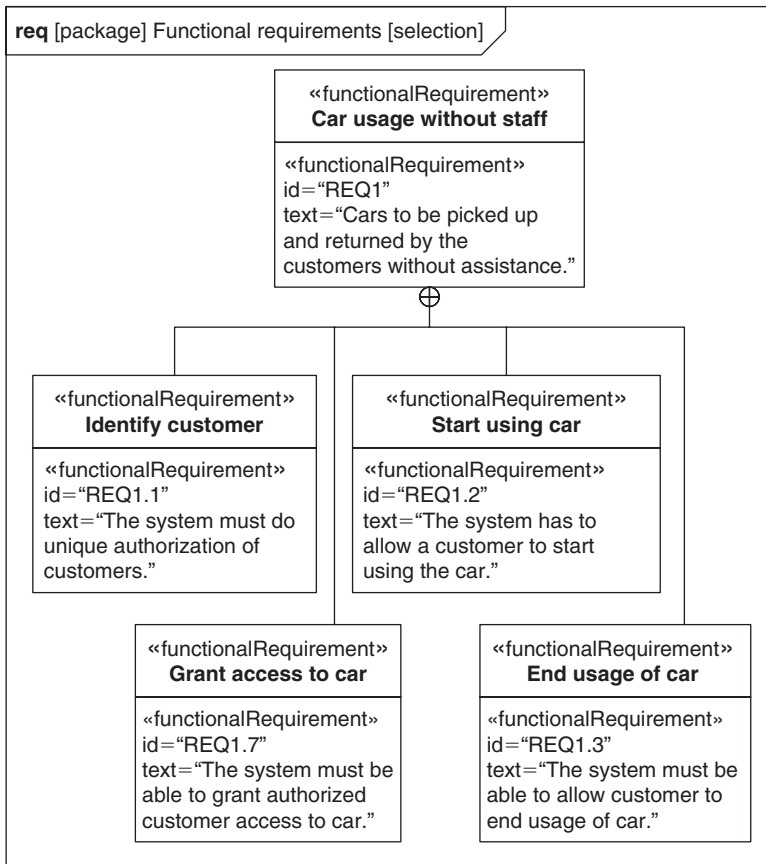 req [package] Functional requirements [selection]
«functionalRequirement»
Car usage without staff
«functionalRequirement»
id=“REQ1”
text=“Cars to be picked up
and returned by the
customers without assistance.”
«functionalRequirement»
Identify customer
«functionalRequirement»
id=“REQ1.1”
text=“The system must do
unique authorization of
customers.”
«functionalRequirement»
Start using car
«functionalRequirement»
id=“REQ1.2”
text=“The system has to
allow a customer to start
using the car.”
«functionalRequirement»
Grant access to car
«functionalRequirement»
id=“REQ1.7”
text=“The system must be
able to grant authorized
customer access to car.”
«functionalRequirement»
End usage of car
«functionalRequirement»
id=“REQ1.3”
text=“The system must be
able to allow customer to
end usage of car.”